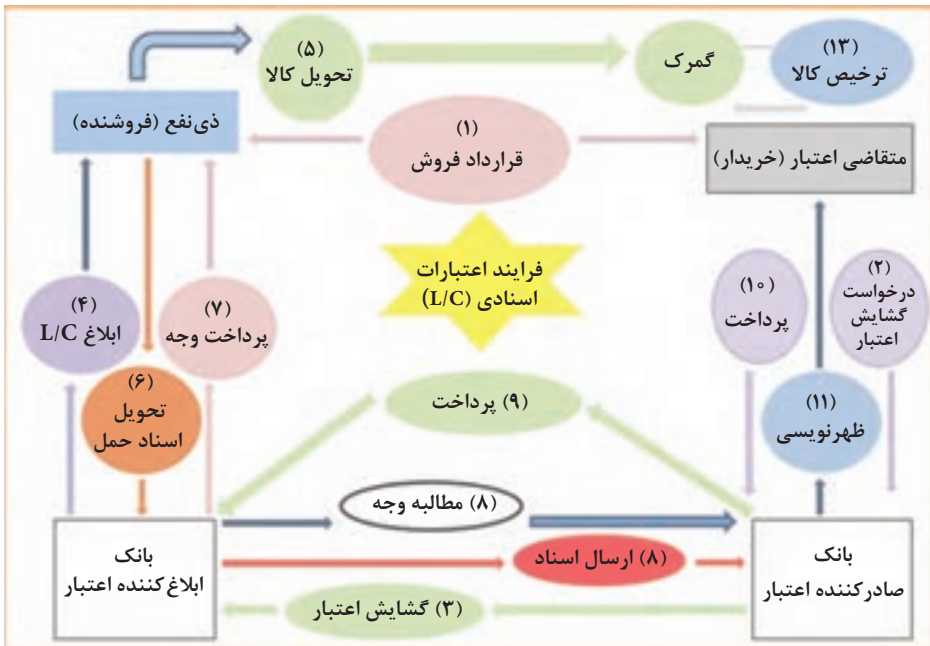 (۵)
تحویل کالا
گمرک
(۱۳)
ترخیص کالا
ذی‌نفع (فروشنده)
(۱)
قرارداد فروش
متقاضی اعتبار (خریدار)
فرایند اعتبارات
اسنادی (L/C)
(۴)
ابلاغ L/C
(۷)
پرداخت وجه
(۱۰)
پرداخت
(۲)
درخواست
گشایش
اعتبار
(۶)
تحویل
اسناد حمل
(۹) پرداخت
(۱۱)
ظهرنویسی
(۸) مطالبه وجه
(۸) ارسال اسناد
(۳) گشایش اعتبار
بانک
ابلاغ کننده اعتبار
بانک
صادرکننده اعتبار